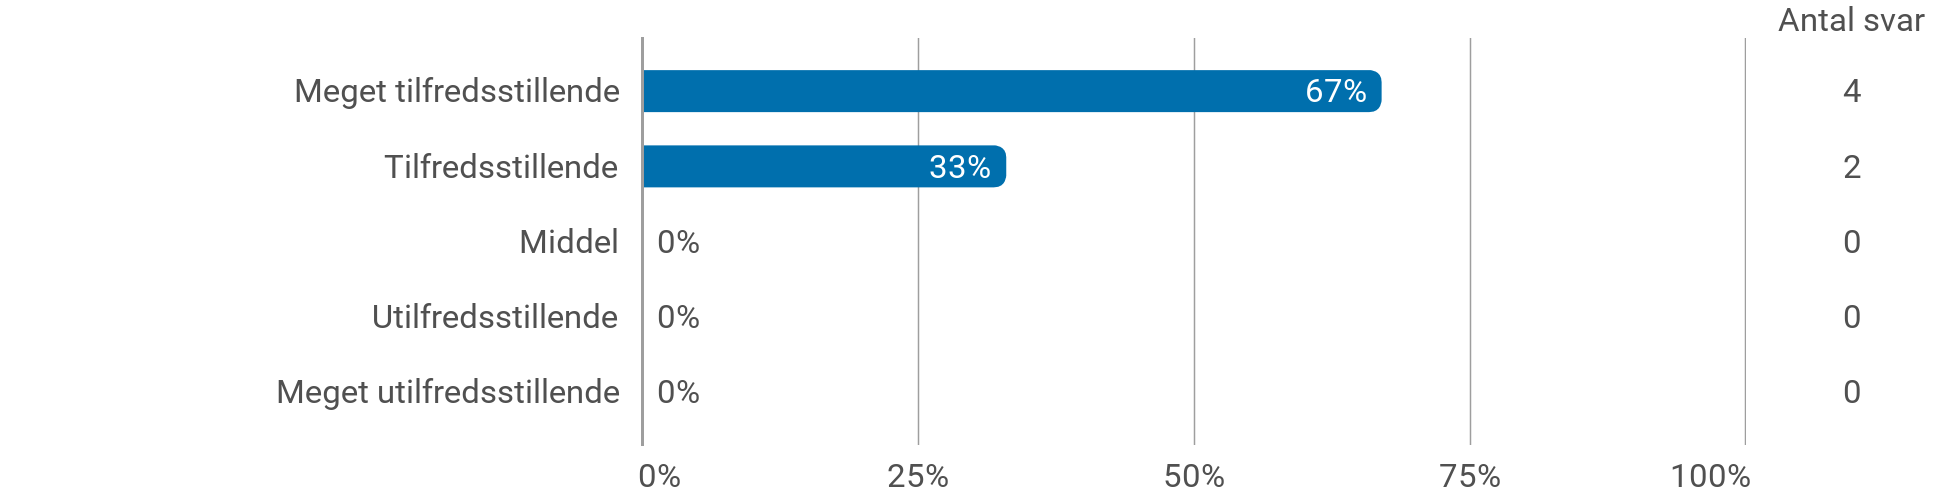 Antal svar
Meget tilfredsstillende 67% 4
Tilfredsstillende 33% 2
Middel 0% 0
Utilfredsstillende 0% 0
Meget utilfredsstillende 0% 0
0% 25% 50% 75% 100%